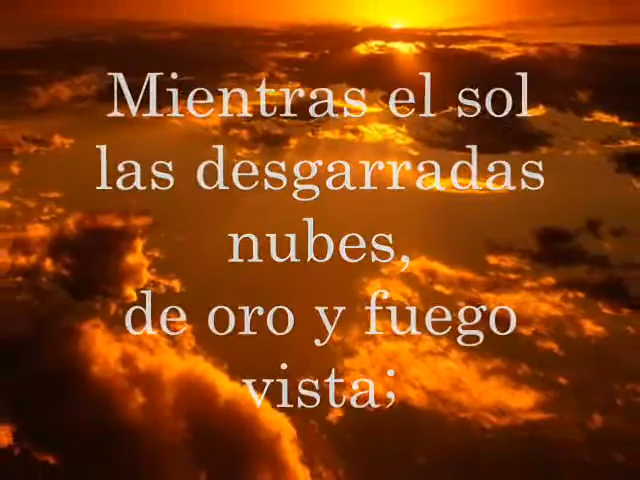 Mientras el sol
las desgarradas
nubes,
de oro y fuego
vista;